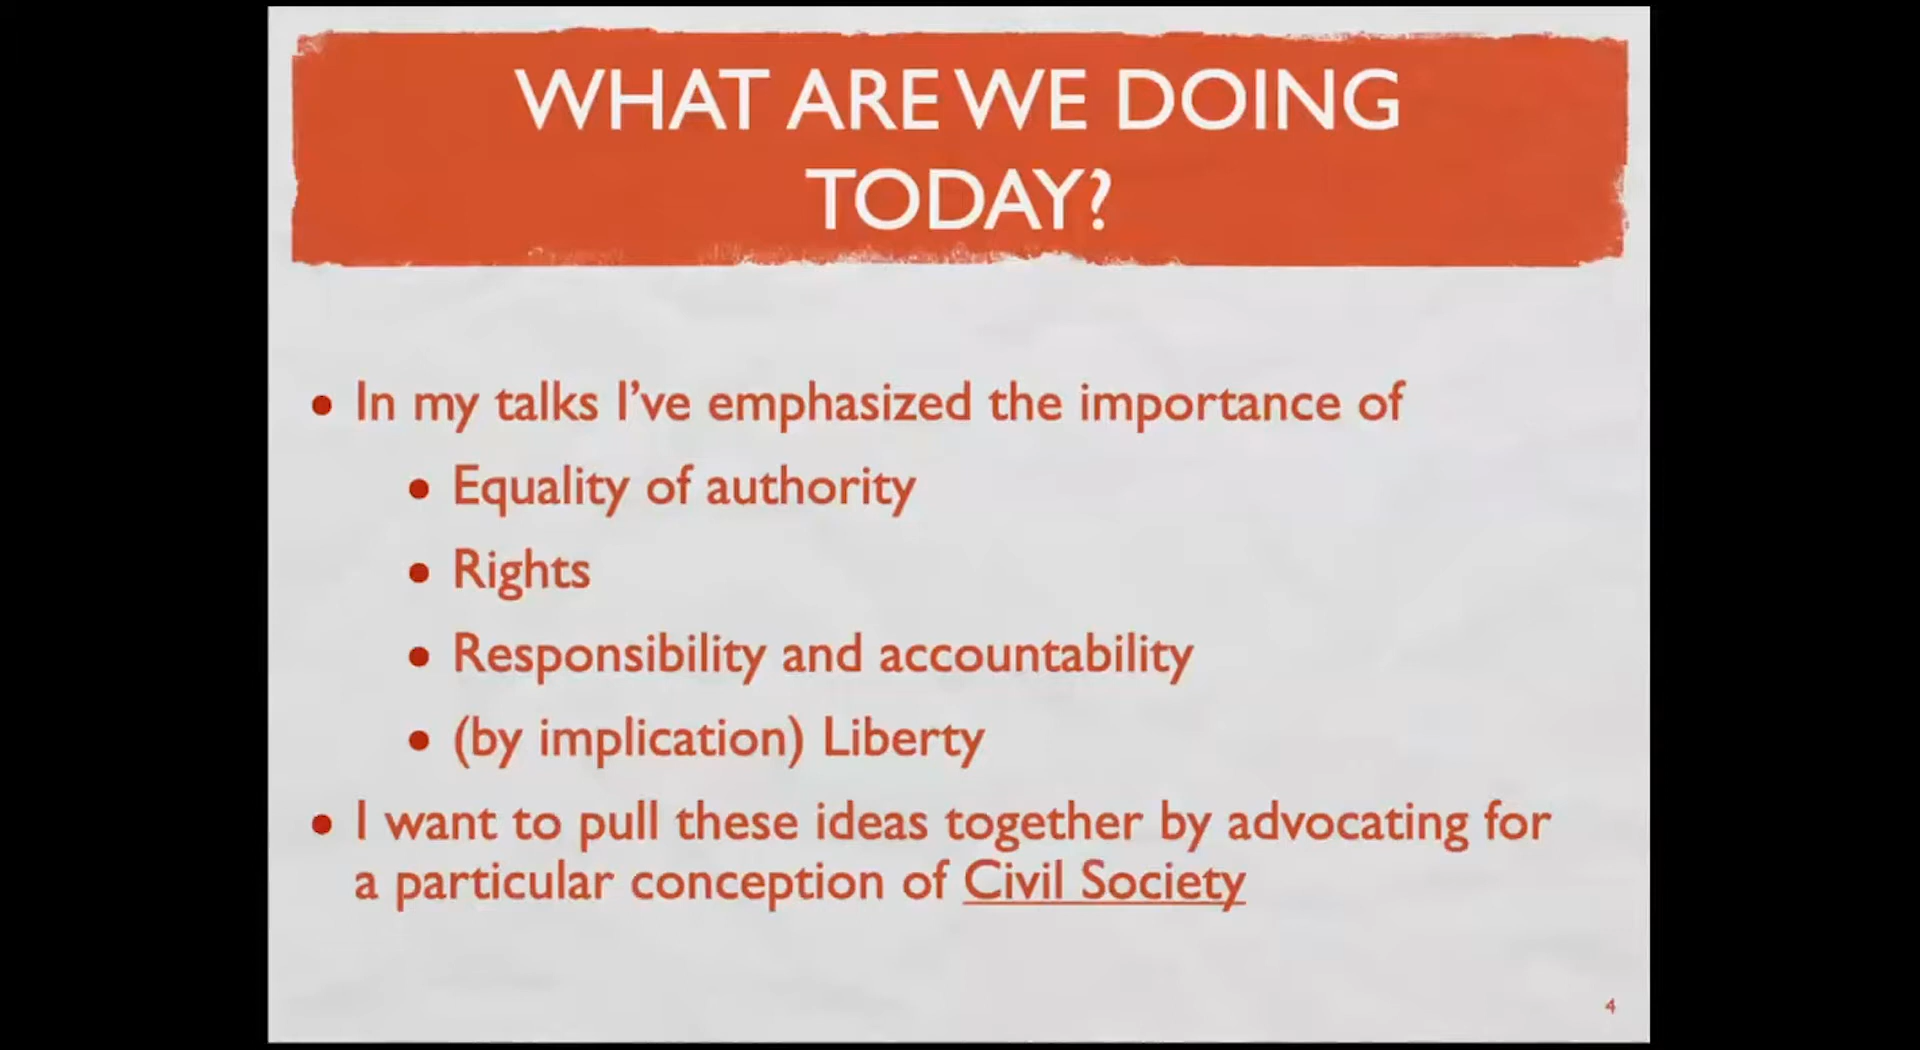 WHAT ARE WE DOING
TODAY?
• In my talks I've emphasized the importance of
• Equality of authority
• Rights
• Responsibility and accountability
• (by implication) Liberty
• I want to pull these ideas together by advocating for
a particular conception of Civil Society
4